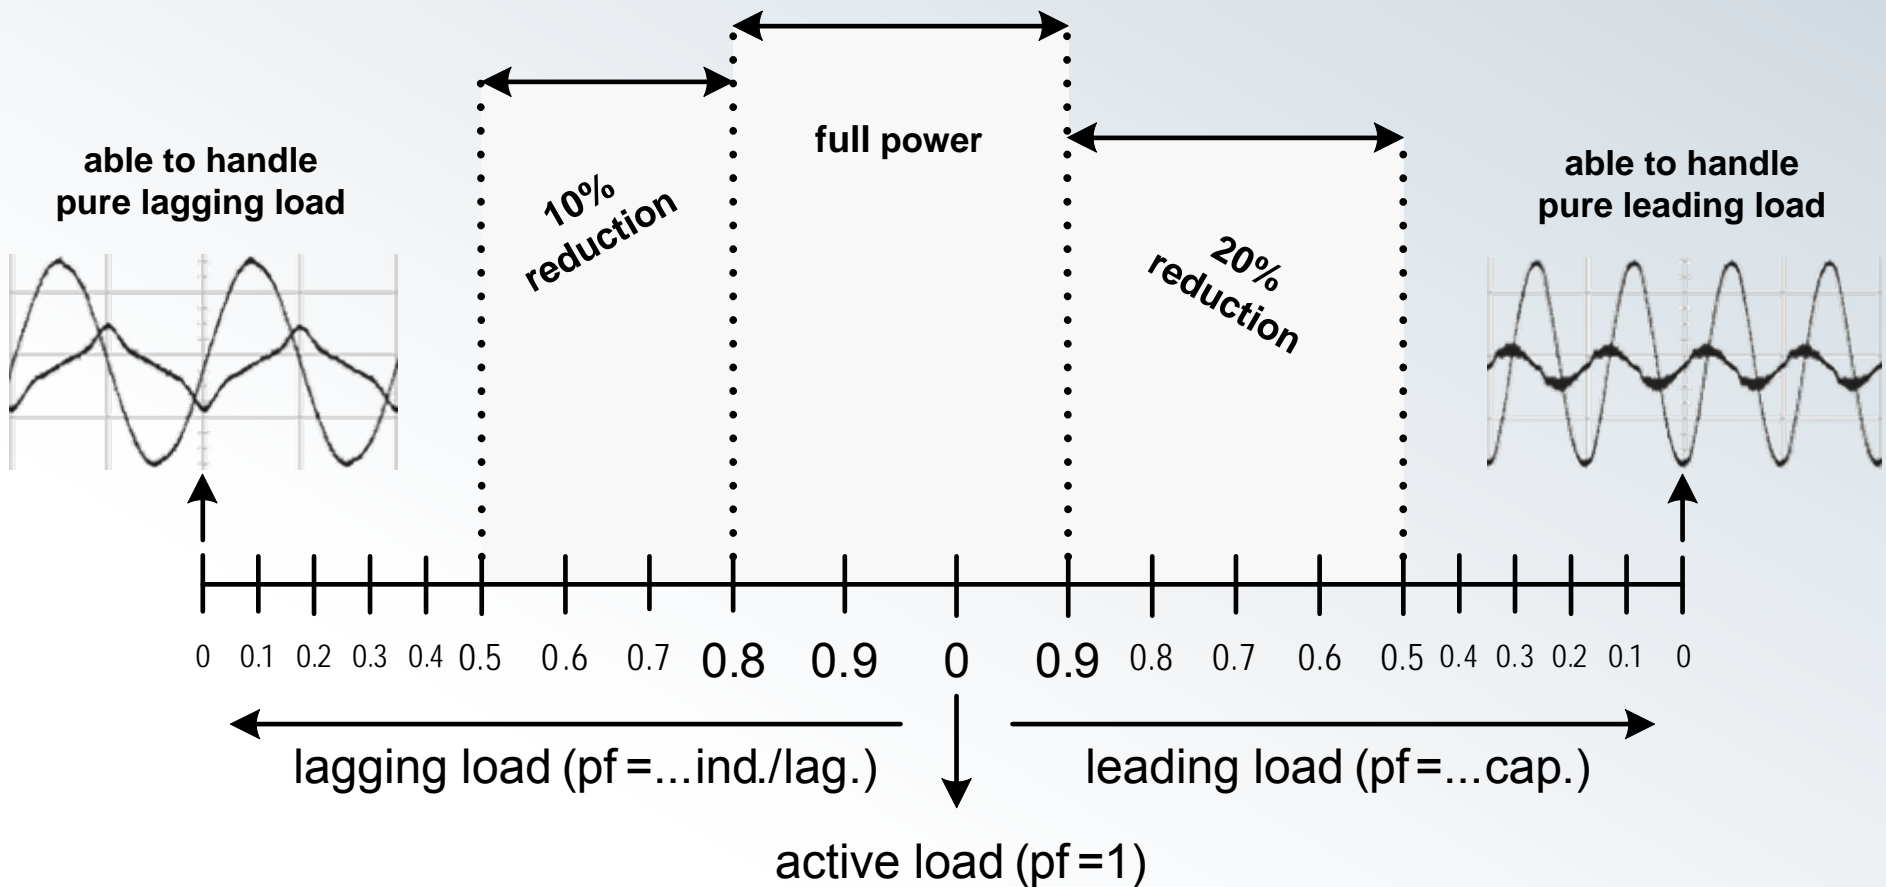 able to handle
pure lagging load
10%
reduction
full power
20%
reduction
able to handle
pure leading load
0 0.1 0.2 0.3 0.4 0.5 0.6 0.7 0.8 0.9 0 0.9 0.8 0.7 0.6 0.5 0.4 0.3 0.2 0.1 0
lagging load (pf=...ind./lag.)
leading load (pf=...cap.)
active load (pf=1)